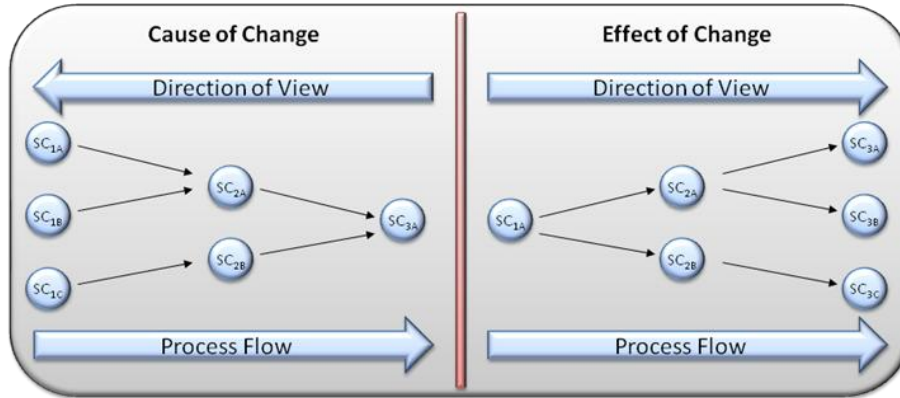 Cause of Change
Direction of View
SC1A
SC1B
SC1C
SC2A
SC2B
SC3A
Process Flow
Effect of Change
Direction of View
SC1A
SC2A
SC2B
SC3A
SC3B
SC3C
Process Flow